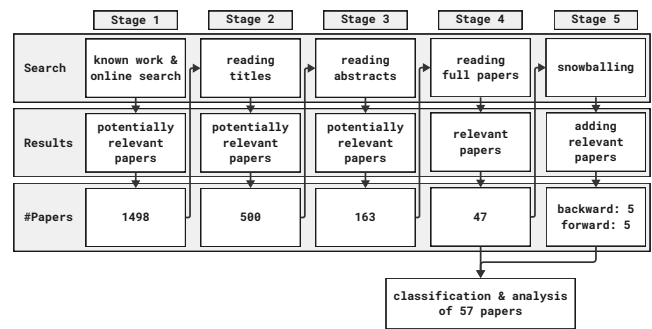 Stage 1
Stage 2
Stage 3
Stage 4
Stage 5
Search
known work &
online search
reading
titles
reading
abstracts
reading
full papers
snowballing
Results
potentially
relevant
papers
potentially
relevant
papers
potentially
relevant
papers
relevant
papers
adding
relevant
papers
#Papers
1498
500
163
47
backward: 5
forward: 5
classification & analysis
of 57 papers